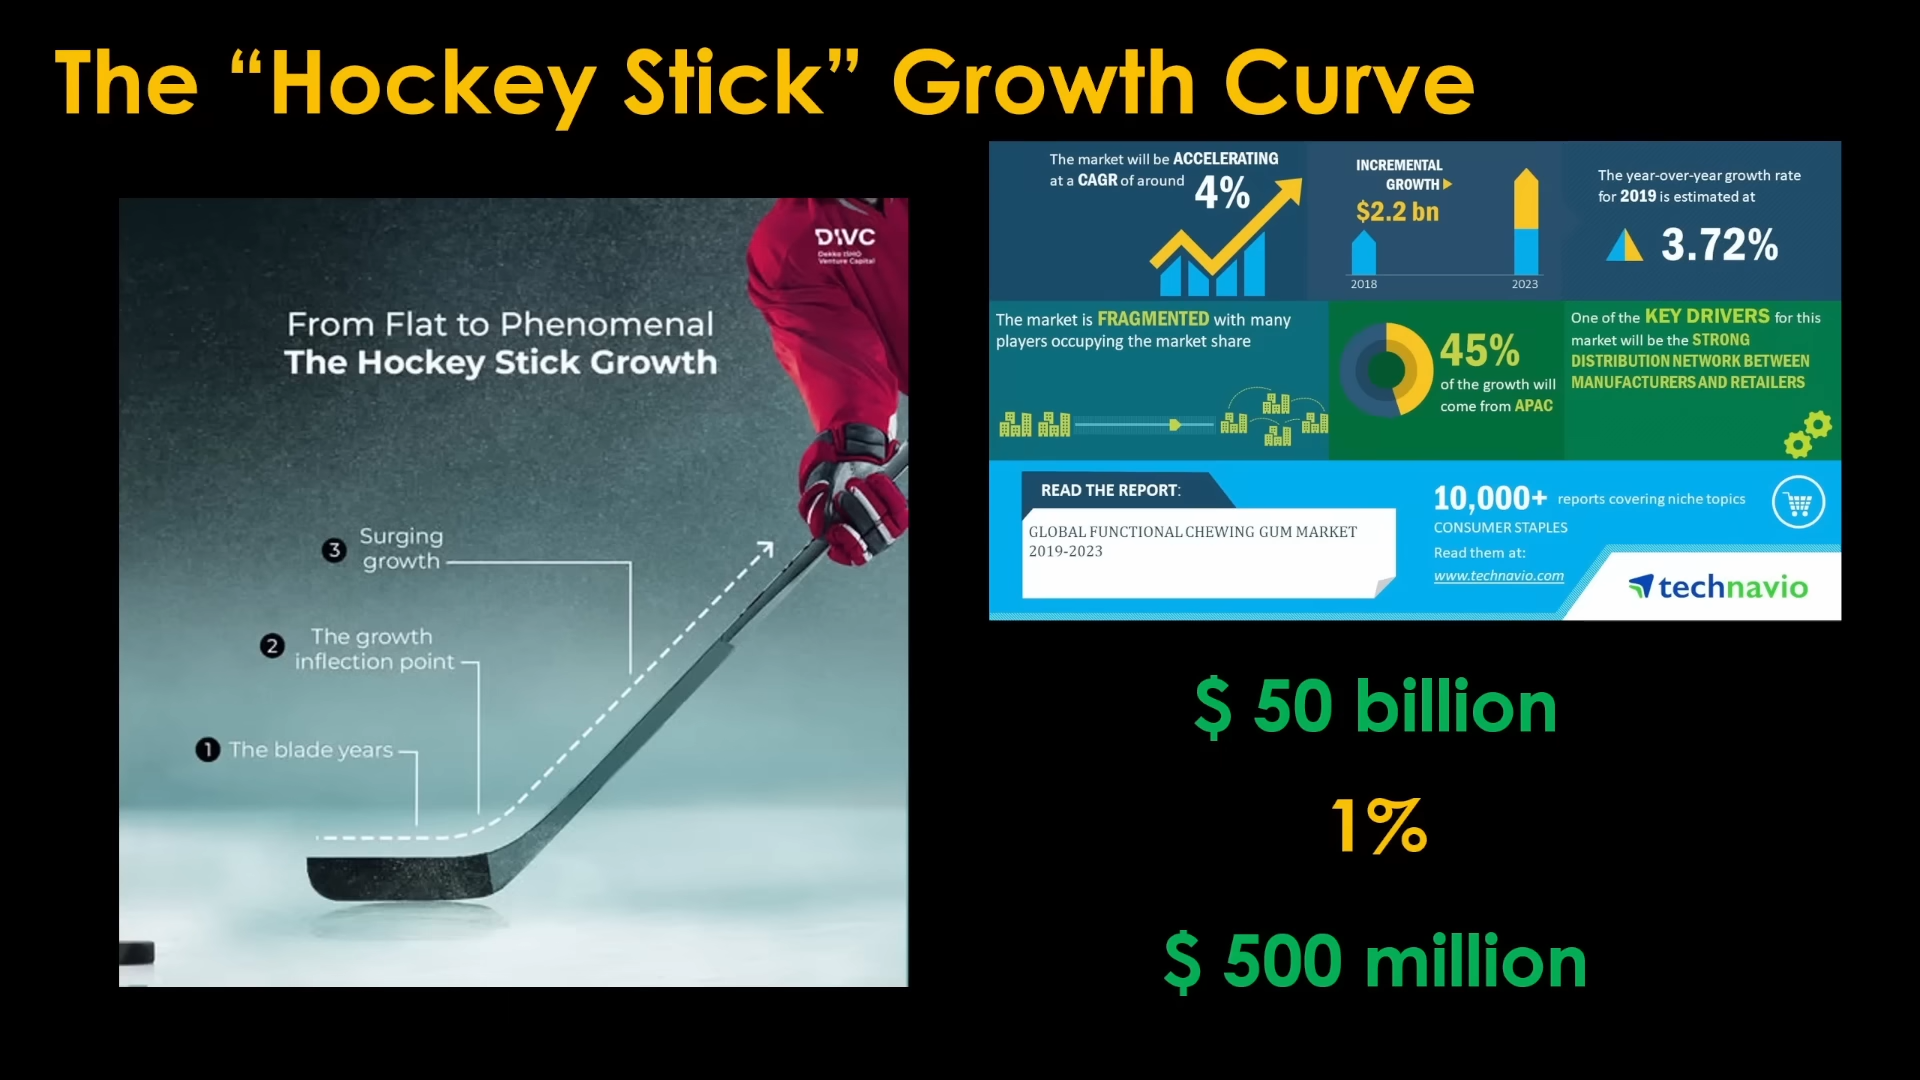 The “Hockey Stick” Growth Curve
DIVC
Dekko ISHO
Venture Capital
From Flat to Phenomenal
The Hockey Stick Growth
3 Surging
growth
2 The growth
inflection point
1 The blade years
The market will be ACCELERATING
at a CAGR of around 4%
INCREMENTAL
GROWTH
$2.2 bn
2018
2023
The year-over-year growth rate
for 2019 is estimated at
3.72%
The market is FRAGMENTED with many
players occupying the market share
45%
of the growth will
come from APAC
One of the KEY DRIVERS for this
market will be the STRONG
DISTRIBUTION NETWORK BETWEEN
MANUFACTURERS AND RETAILERS
READ THE REPORT:
GLOBAL FUNCTIONAL CHEWING GUM MARKET
2019-2023
10,000+ reports covering niche topics
CONSUMER STAPLES
Read them at:
www.technavio.com
technavio
$ 50 billion
1%
$ 500 million